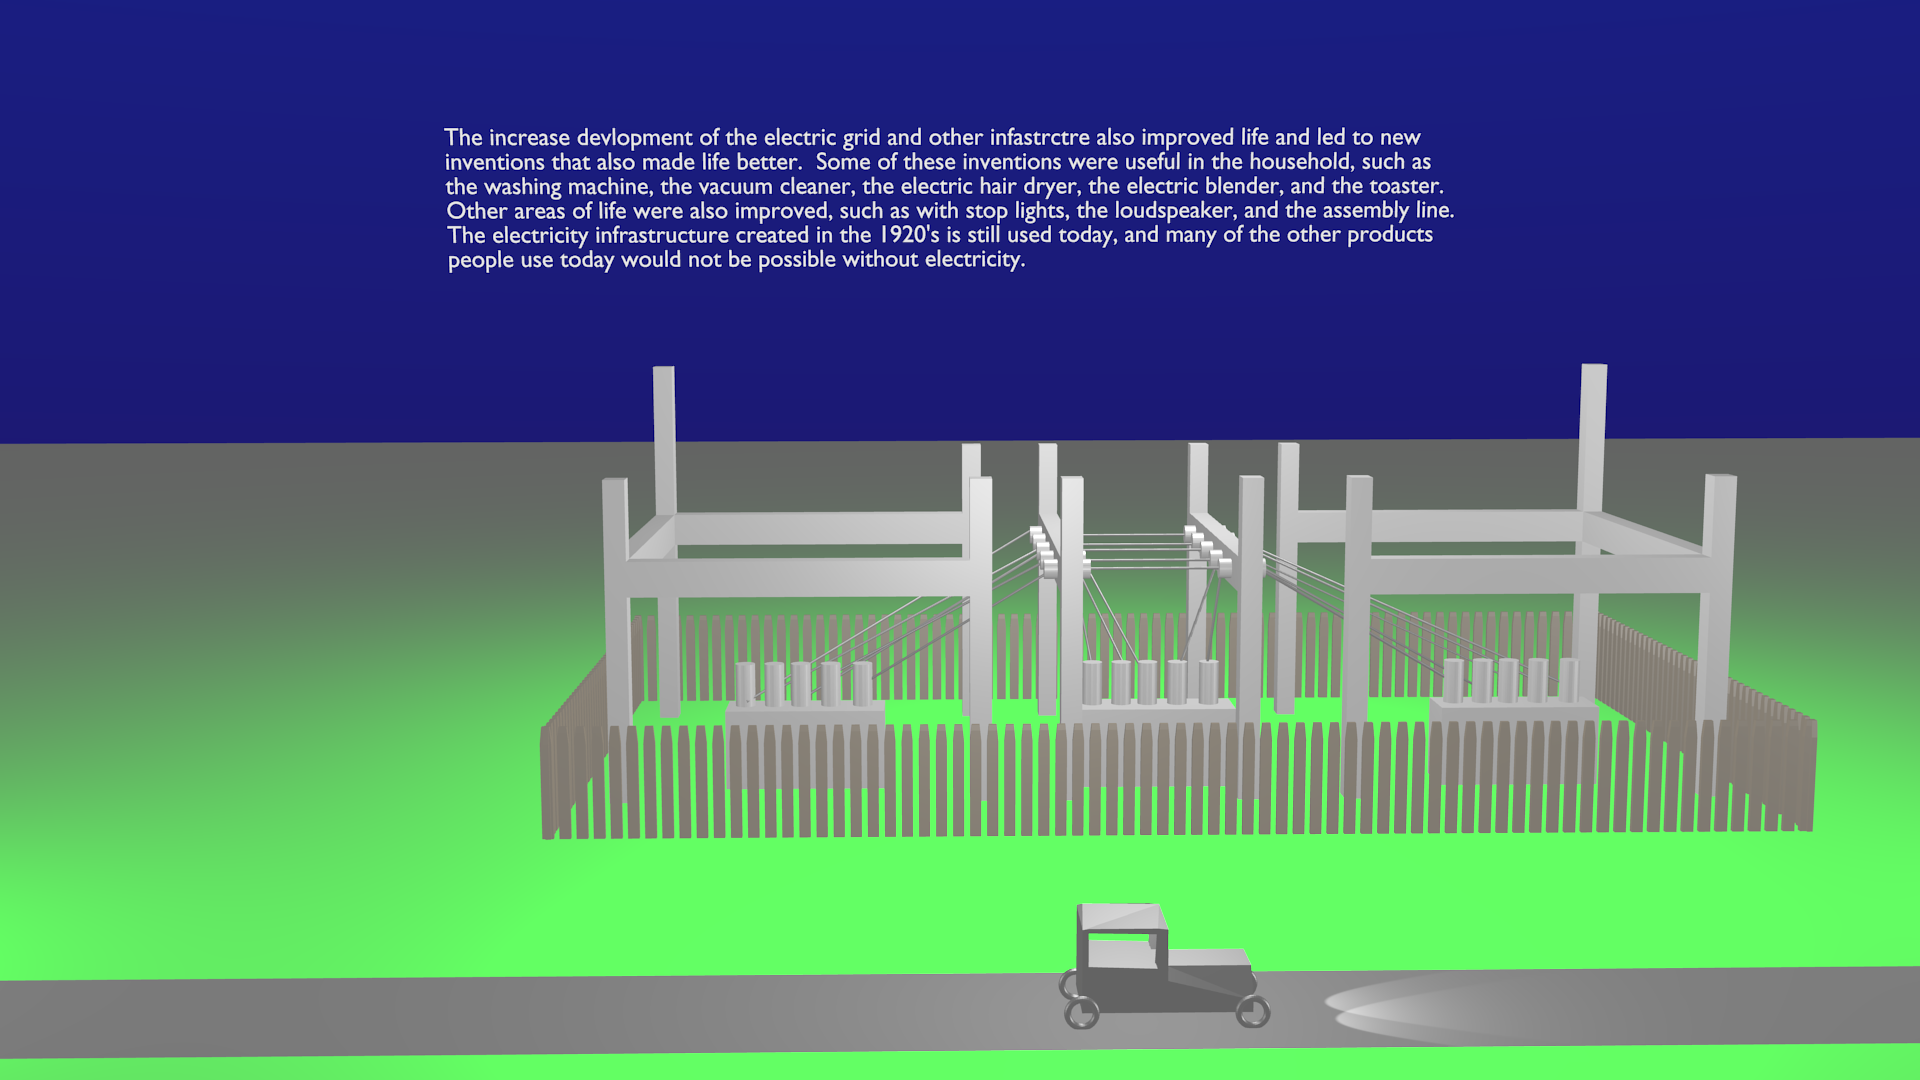 The increase devlopment of the electric grid and other infastrctre also improved life and led to new
inventions that also made life better.  Some of these inventions were useful in the household, such as
the washing machine, the vacuum cleaner, the electric hair dryer, the electric blender, and the toaster.
Other areas of life were also improved, such as with stop lights, the loudspeaker, and the assembly line.
The electricity infrastructure created in the 1920's is still used today, and many of the other products
people use today would not be possible without electricity.